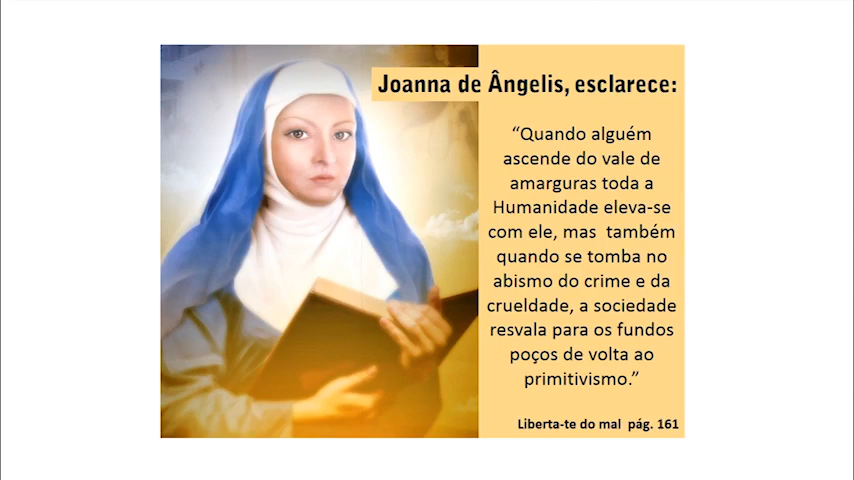 Joanna de Ângelis, esclarece:
“Quando alguém
ascende do vale de
amarguras toda a
Humanidade eleva-se
com ele, mas  também
quando se tomba no
abismo do crime e da
crueldade, a sociedade
resvala para os fundos
poços de volta ao
primitivismo.”
Liberta-te do mal  pág. 161